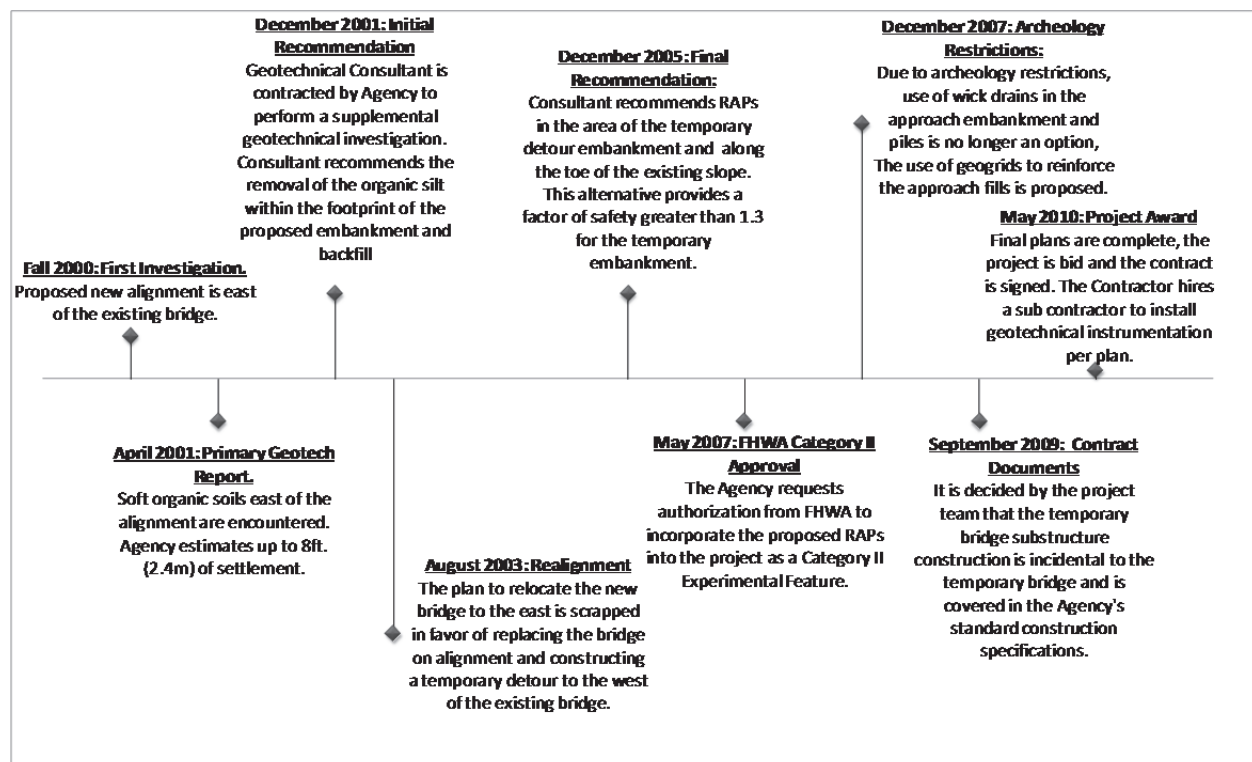 Fall 2000: First Investigation.
Proposed new alignment is east
of the existing bridge.
April 2001: Primary Geotech
Report.
Soft organic soils east of the
alignment are encountered.
Agency estimates up to 8ft.
(2.4m) of settlement.
December 2001: Initial
Recommendation
Geotechnical Consultant is
contracted by Agency to
perform a supplemental
geotechnical investigation.
Consultant recommends the
removal of the organic silt
within the footprint of the
proposed embankment and
backfill
August 2003: Realignment
The plan to relocate the new
bridge to the east is scrapped
in favor of replacing the bridge
on alignment and constructing
a temporary detour to the west
of the existing bridge.
December 2005: Final
Recommendation:
Consultant recommends RAPs
in the area of the temporary
detour embankment and along
the toe of the existing slope.
This alternative provides a
factor of safety greater than 1.3
for the temporary
embankment.
May 2007: FHWA Category II
Approval
The Agency requests
authorization from FHWA to
incorporate the proposed RAPs
into the project as a Category II
Experimental Feature.
December 2007: Archeology
Restrictions:
Due to archeology restrictions,
use of wick drains in the
approach embankment and
piles is no longer an option,
The use of geogrids to reinforce
the approach fills is proposed.
September 2009: Contract
Documents
It is decided by the project
team that the temporary
bridge substructure
construction is incidental to the
temporary bridge and is
covered in the Agency's
standard construction
specifications.
May 2010: Project Award
Final plans are complete, the
project is bid and the contract
is signed. The Contractor hires
a sub contractor to install
geotechnical instrumentation
per plan.